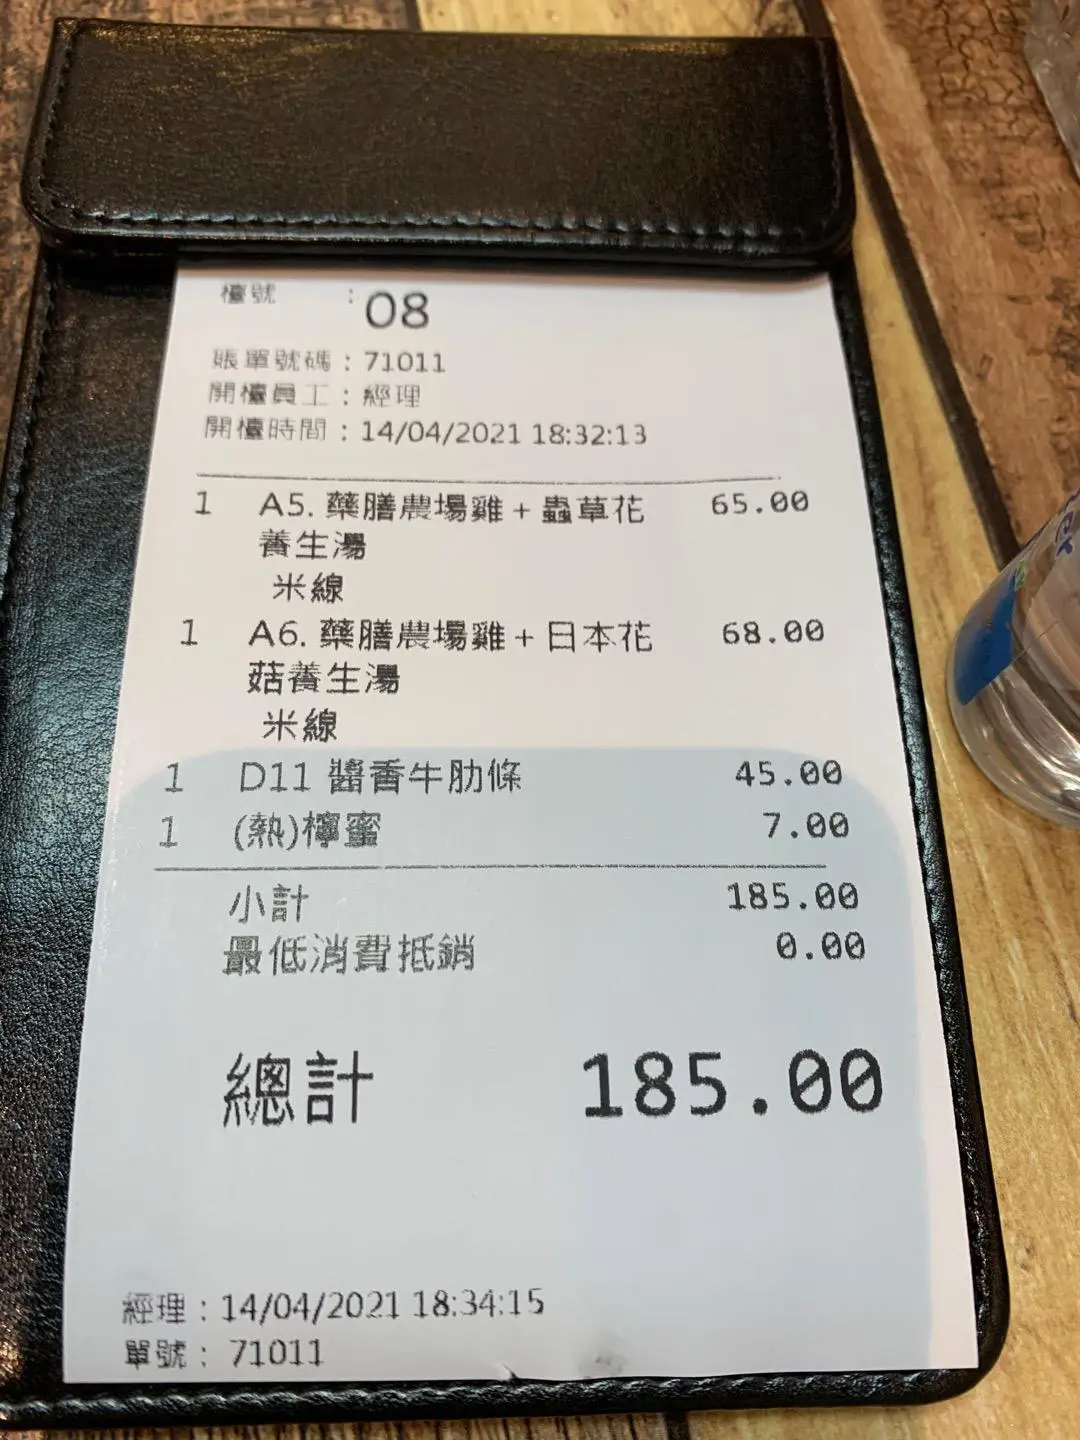 檯號 : 08
賬單號碼 : 71011
開檯員工 : 經理
開檯時間 : 14/04/2021 18:32:13
1 A5. 藥膳農場雞 + 蟲草花 65.00
養生湯
米線
1 A6. 藥膳農場雞 + 日本花 68.00
菇養生湯
米線
1 D11 醬香牛肋條 45.00
1 (熱)檸蜜 7.00
小計 185.00
最低消費抵銷 0.00
總計 185.00
經理 : 14/04/2021 18:34:15
單號 : 71011